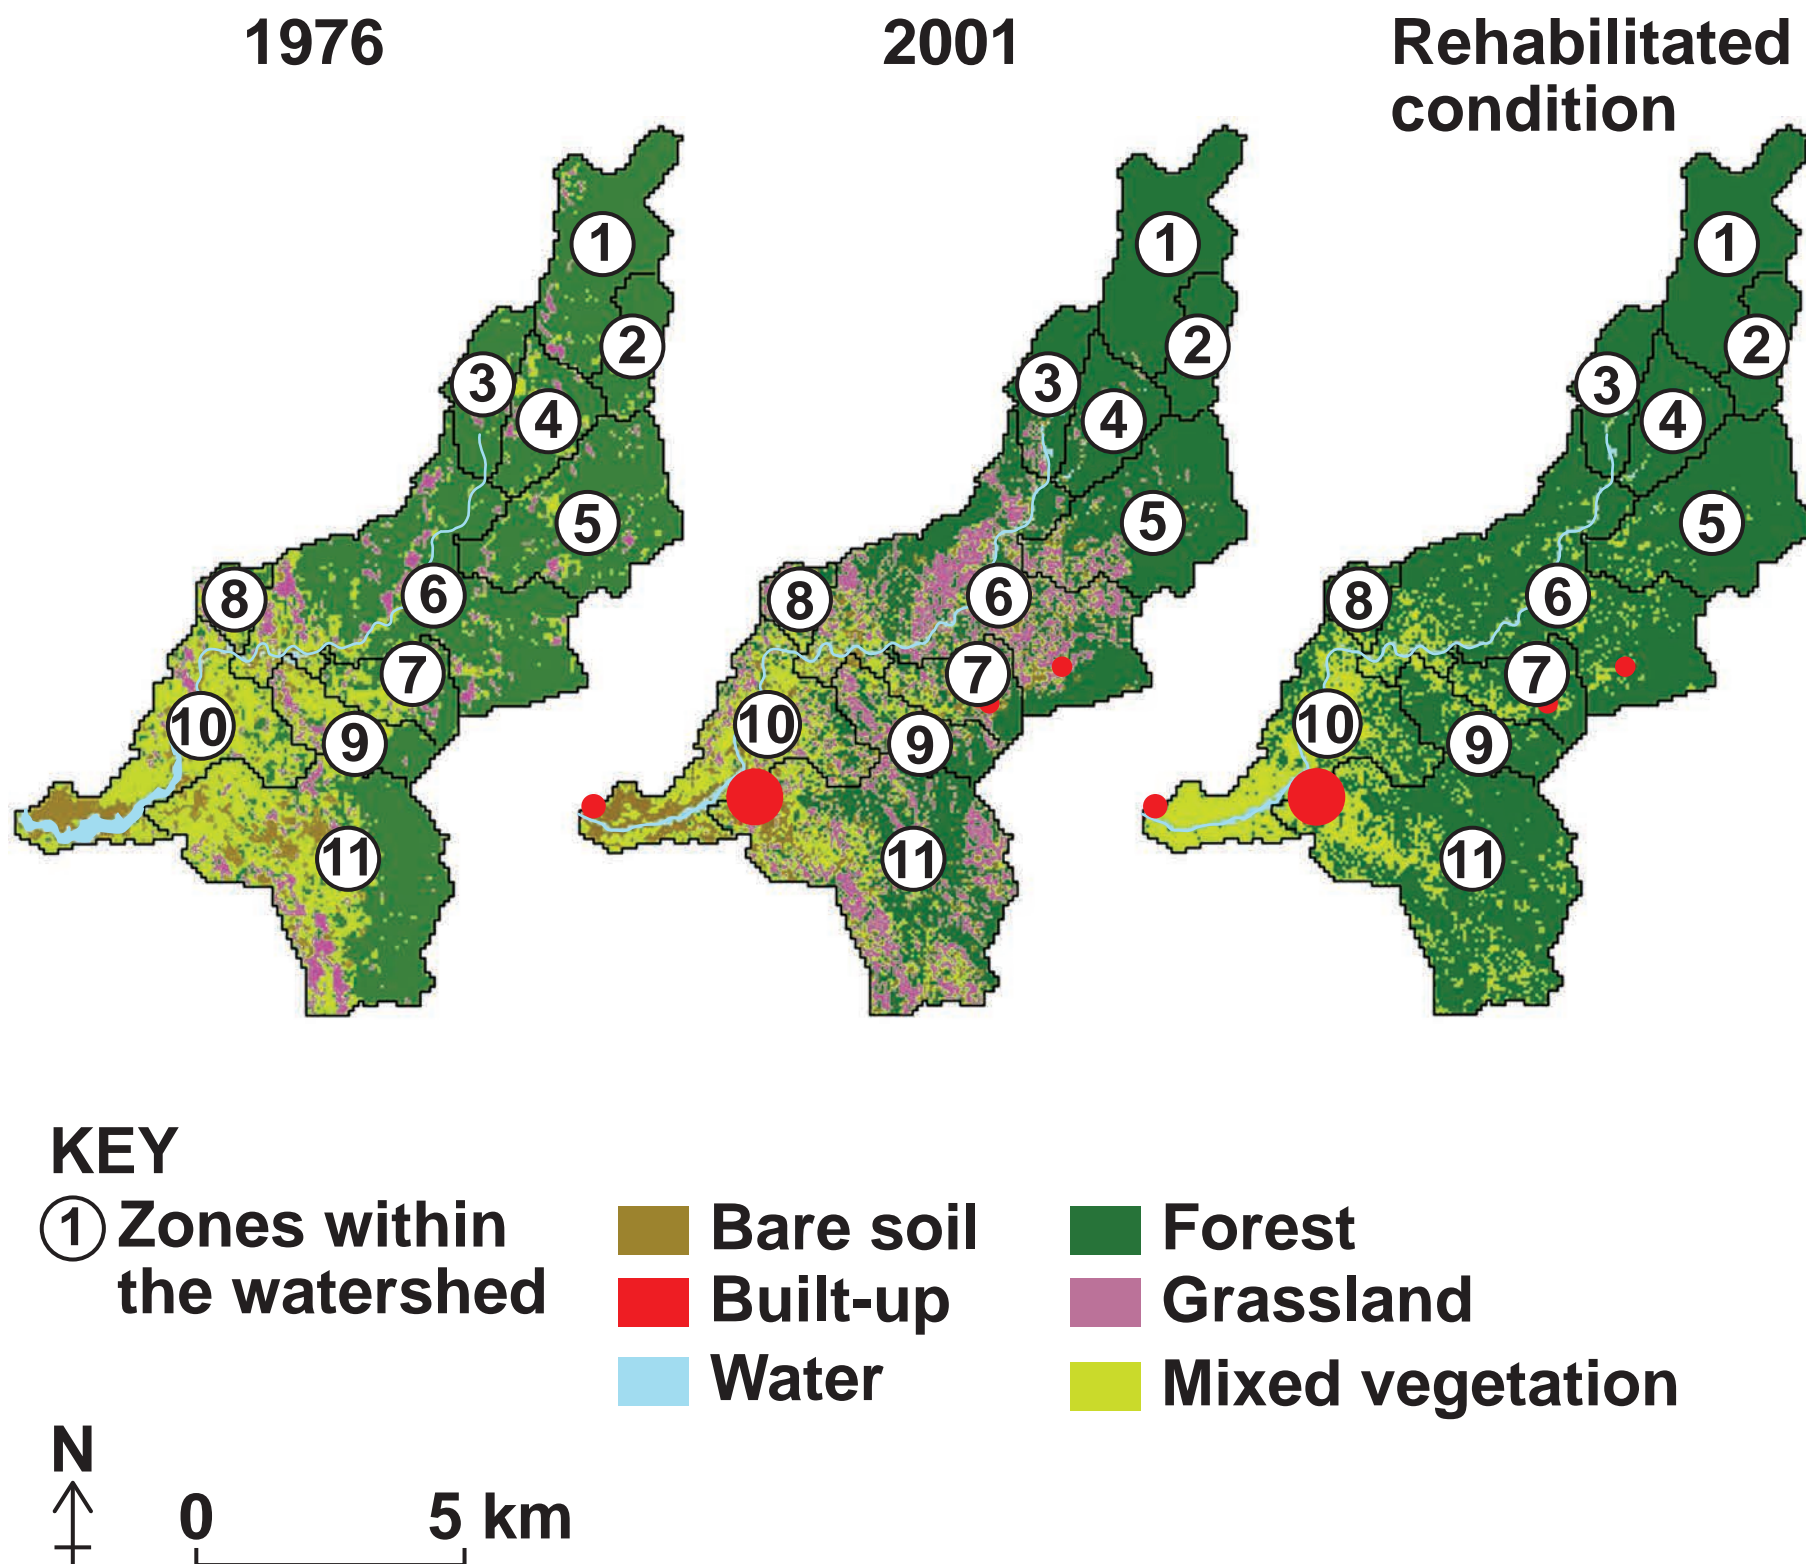 1976
2001
Rehabilitated
condition
1
2
3
4
5
6
7
8
9
10
11
1
2
3
4
5
6
7
8
9
10
11
1
2
3
4
5
6
7
8
9
10
11
KEY
1 Zones within
the watershed
Bare soil
Built-up
Water
Forest
Grassland
Mixed vegetation
N
0 5 km